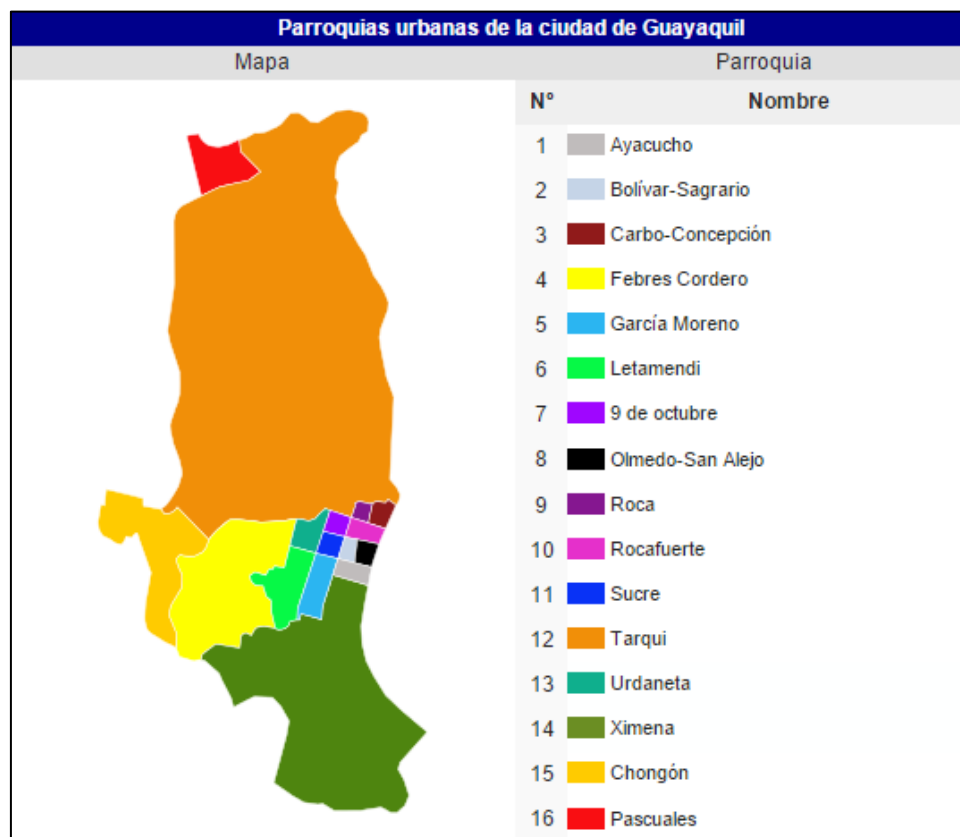 Parroquias urbanas de la ciudad de Guayaquil
Mapa Parroquia
N° Nombre
1 Ayacucho
2 Bolívar-Sagrario
3 Carbo-Concepción
4 Febres Cordero
5 García Moreno
6 Letamendi
7 9 de octubre
8 Olmedo-San Alejo
9 Roca
10 Rocafuerte
11 Sucre
12 Tarqui
13 Urdaneta
14 Ximena
15 Chongón
16 Pascuales